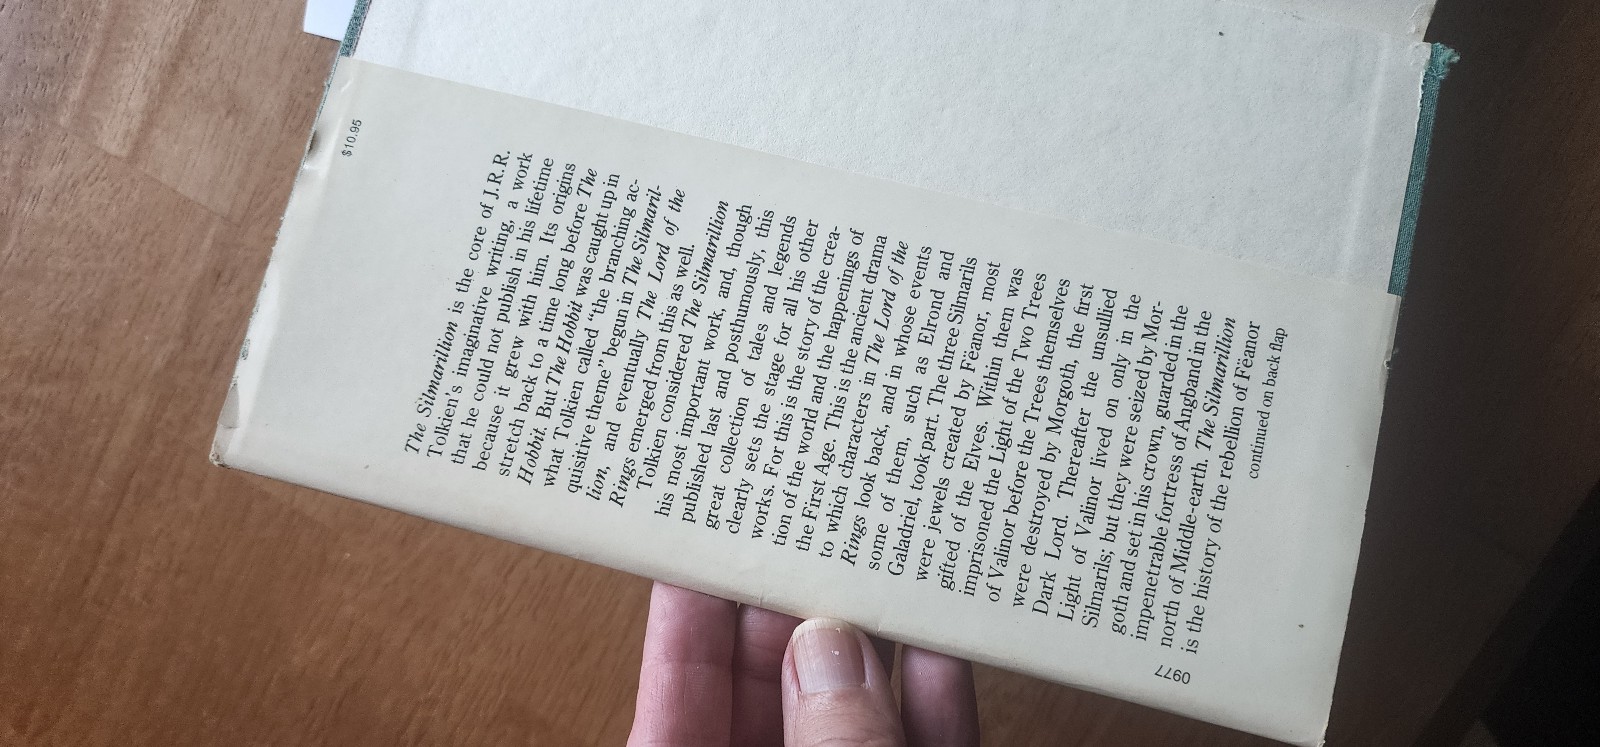 $10.95
The Silmarillion is the core of J.R.R.
Tolkien's imaginative writing, a work
that he could not publish in his lifetime
because it grew with him. Its origins
stretch back to a time long before The
Hobbit. But The Hobbit was caught up in
what Tolkien called “the branching ac-
quisitive theme” begun in The Silmaril-
lion, and eventually The Lord of the
Rings emerged from this as well.
Tolkien considered The Silmarillion
his most important work, and, though
published last and posthumously, this
great collection of tales and legends
clearly sets the stage for all his other
works. For this is the story of the crea-
tion of the world and the happenings of
the First Age. This is the ancient drama
to which characters in The Lord of the
Rings look back, and in whose events
some of them, such as Elrond and
Galadriel, took part. The three Silmarils
were jewels created by Fëanor, most
gifted of the Elves. Within them was
imprisoned the Light of the Two Trees
of Valinor before the Trees themselves
were destroyed by Morgoth, the first
Dark Lord. Thereafter the unsullied
Light of Valinor lived on only in the
Silmarils; but they were seized by Mor-
goth and set in his crown, guarded in the
impenetrable fortress of Angband in the
north of Middle-earth. The Silmarillion
is the history of the rebellion of Fëanor
continued on back flap
0977